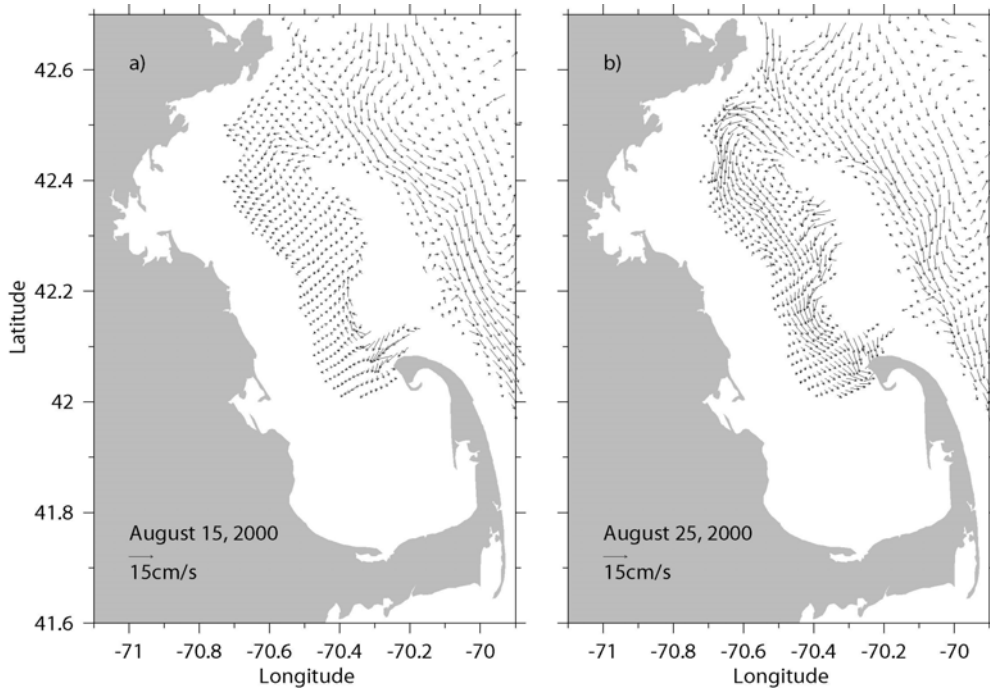 a)
b)
42.6
42.4
42.2
42
41.8
41.6
Latitude
August 15, 2000
15cm/s
August 25, 2000
15cm/s
-71 -70.8 -70.6 -70.4 -70.2 -70
-71 -70.8 -70.6 -70.4 -70.2 -70
Longitude
Longitude